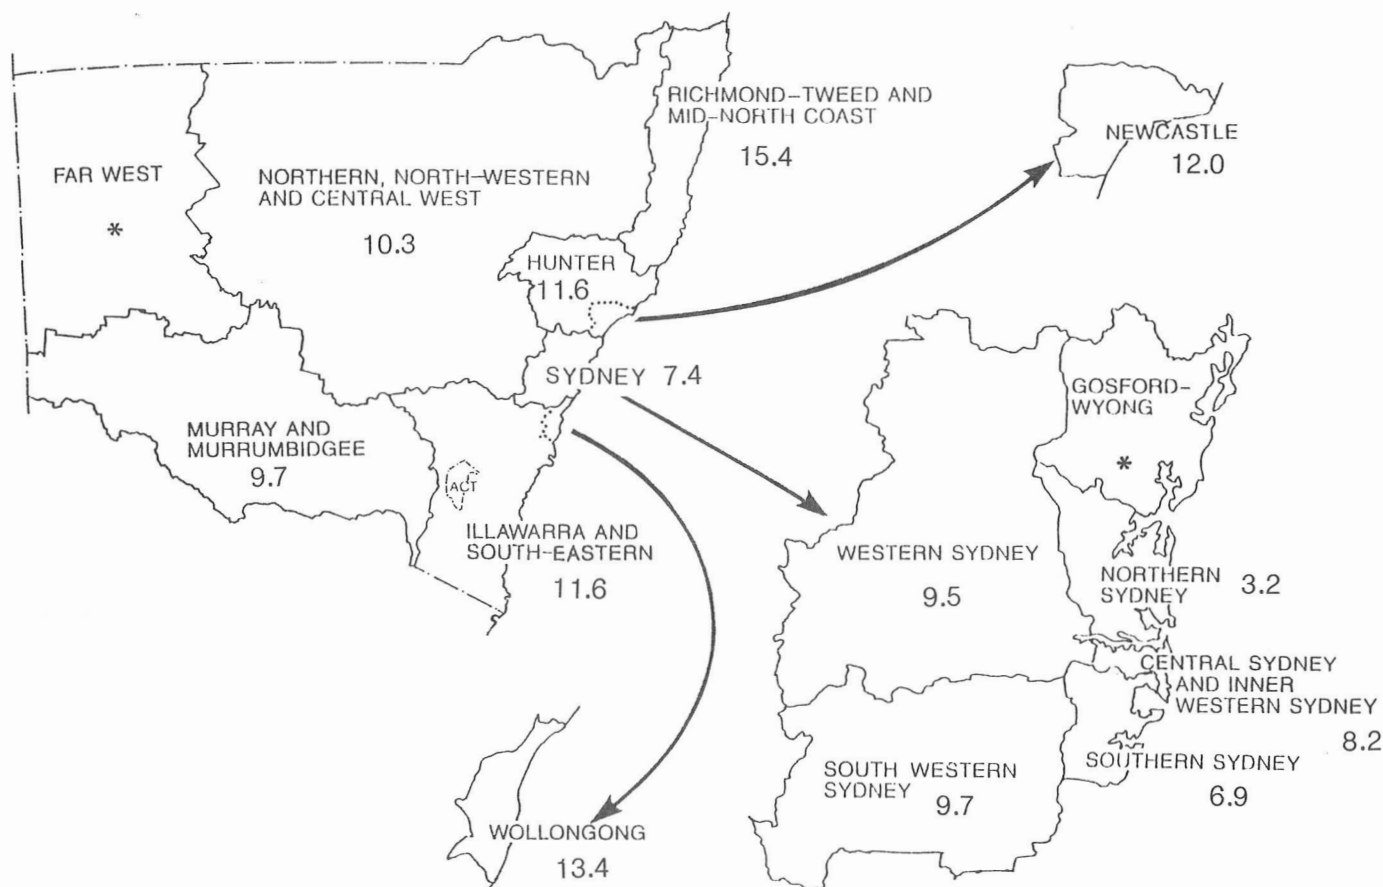 RICHMOND-TWEED AND
MID-NORTH COAST
15.4
NEWCASTLE
12.0
FAR WEST
*
NORTHERN, NORTH-WESTERN
AND CENTRAL WEST
10.3
HUNTER
11.6
SYDNEY 7.4
GOSFORD-
WYONG
*
MURRAY AND
MURRUMBIDGEE
9.7
ACT
ILLAWARRA AND
SOUTH-EASTERN
11.6
WESTERN SYDNEY
9.5
NORTHERN
SYDNEY
3.2
CENTRAL SYDNEY
AND INNER
WESTERN SYDNEY
8.2
SOUTHERN SYDNEY
6.9
SOUTH WESTERN
SYDNEY
9.7
WOLLONGONG
13.4